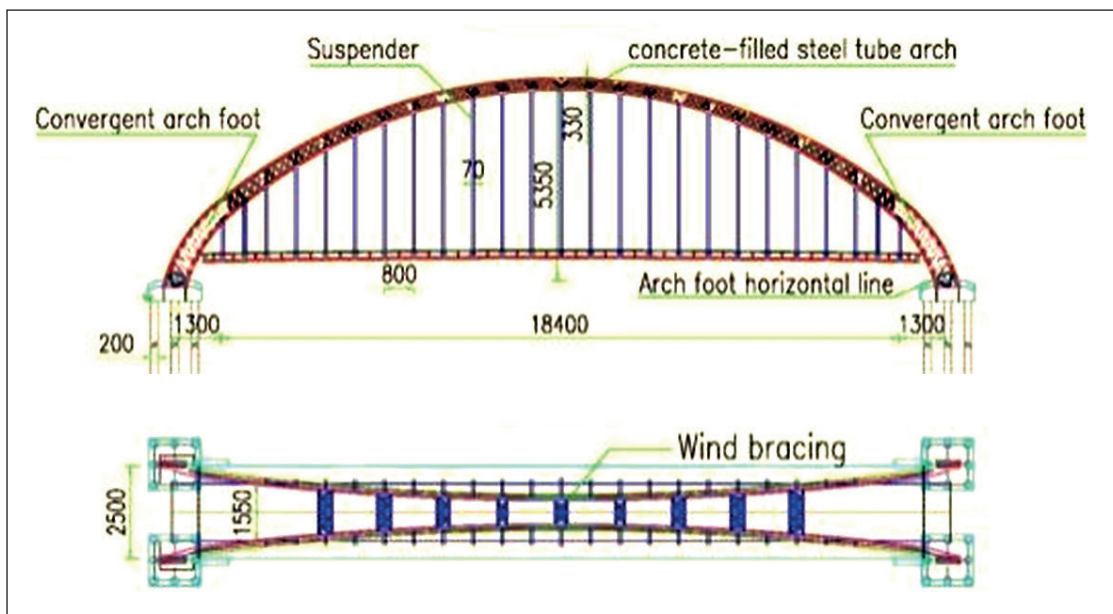 Suspender
concrete-filled steel tube arch
Convergent arch foot
Convergent arch foot
330
70
5350
800
Arch foot horizontal line
1300
18400
1300
200
Wind bracing
2500
1550